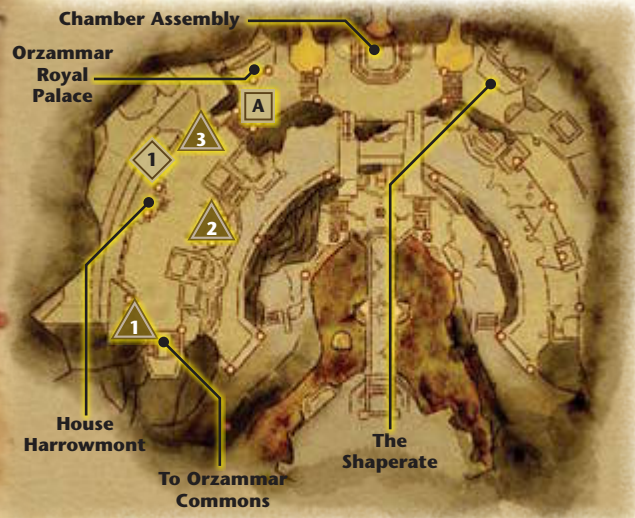 Chamber Assembly
Orzammar
Royal
Palace
A
3
1
2
1
House
Harrowmont
The
Shaperate
To Orzammar
Commons